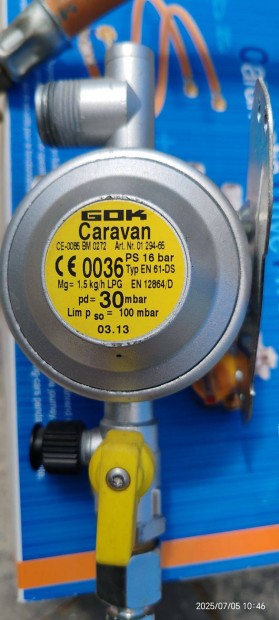 GOK
Caravan
CE-0085 BM 0272 Art. Nr. 01 294-65
CE 0036 PS 16 bar
Typ EN 61-DS
Mg= 1,5 kg/h LPG EN 12864/D
pd= 30 mbar
Lim p so = 100 mbar
03.13
2025/07/05 10:46